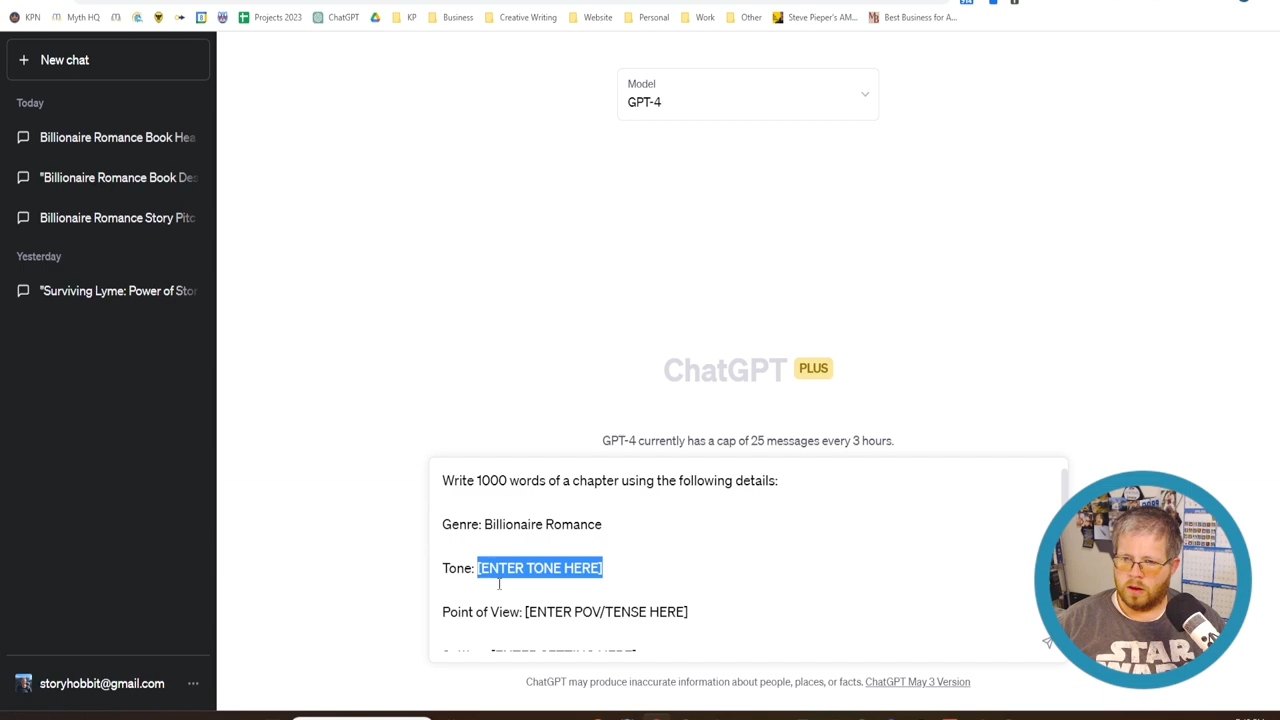 KPN Myth HQ Projects 2023 ChatGPT KP Business Creative Writing Website Personal Work Other Steve Pieper's AM... Best Business for A...
New chat
Model
GPT-4
Today
Billionaire Romance Book Hea
"Billionaire Romance Book Des
Billionaire Romance Story Pitc
Yesterday
"Surviving Lyme: Power of Stor
ChatGPT PLUS
GPT-4 currently has a cap of 25 messages every 3 hours.
Write 1000 words of a chapter using the following details:
Genre: Billionaire Romance
Tone: [ENTER TONE HERE]
Point of View: [ENTER POV/TENSE HERE]
storyhobbit@gmail.com
ChatGPT may produce inaccurate information about people, places, or facts. ChatGPT May 3 Version
STAR
WARS